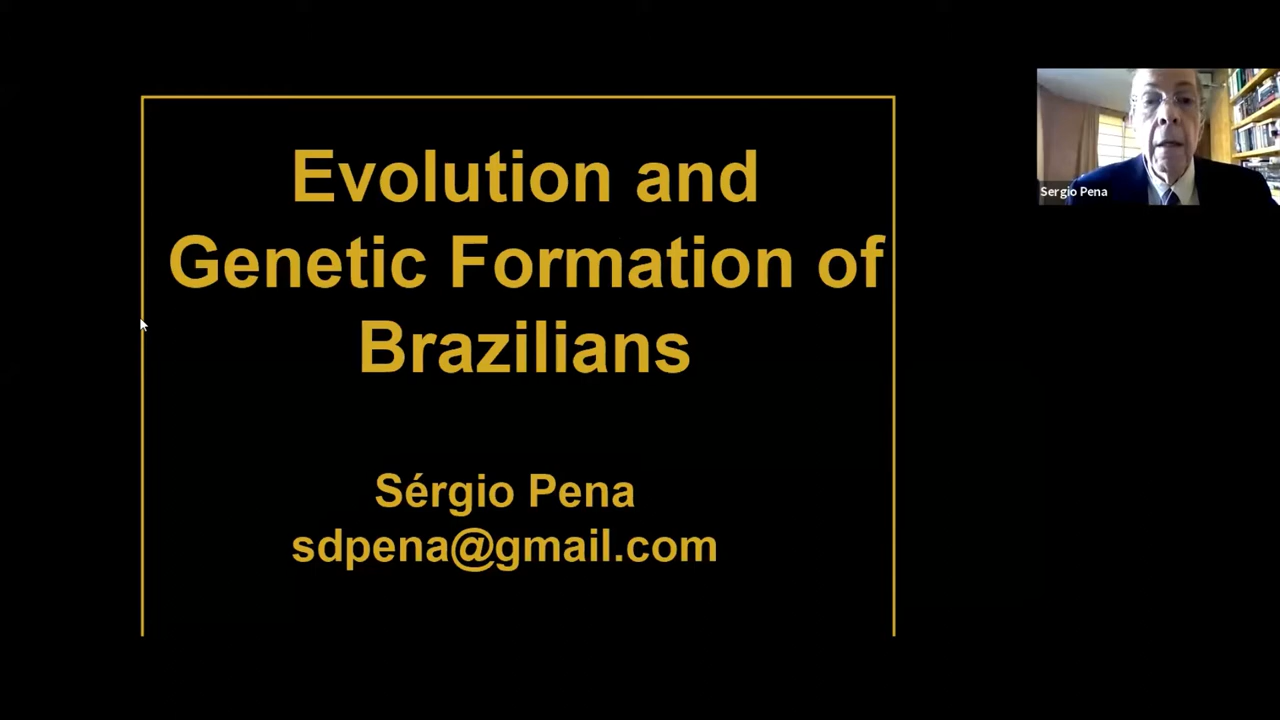 Evolution and
Genetic Formation of
Brazilians
Sérgio Pena
sdpena@gmail.com
Sergio Pena